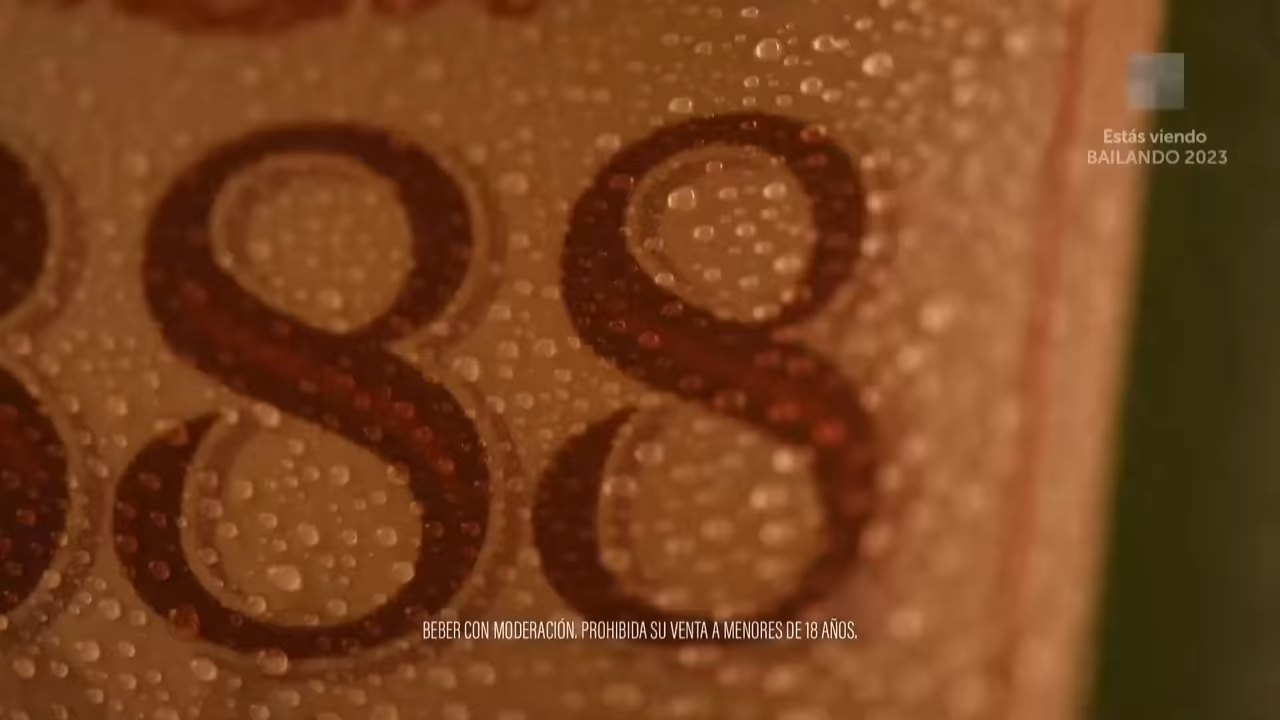 Estás viendo
BAILANDO 2023
88
BEBER CON MODERACIÓN. PROHIBIDA SU VENTA A MENORES DE 18 AÑOS.